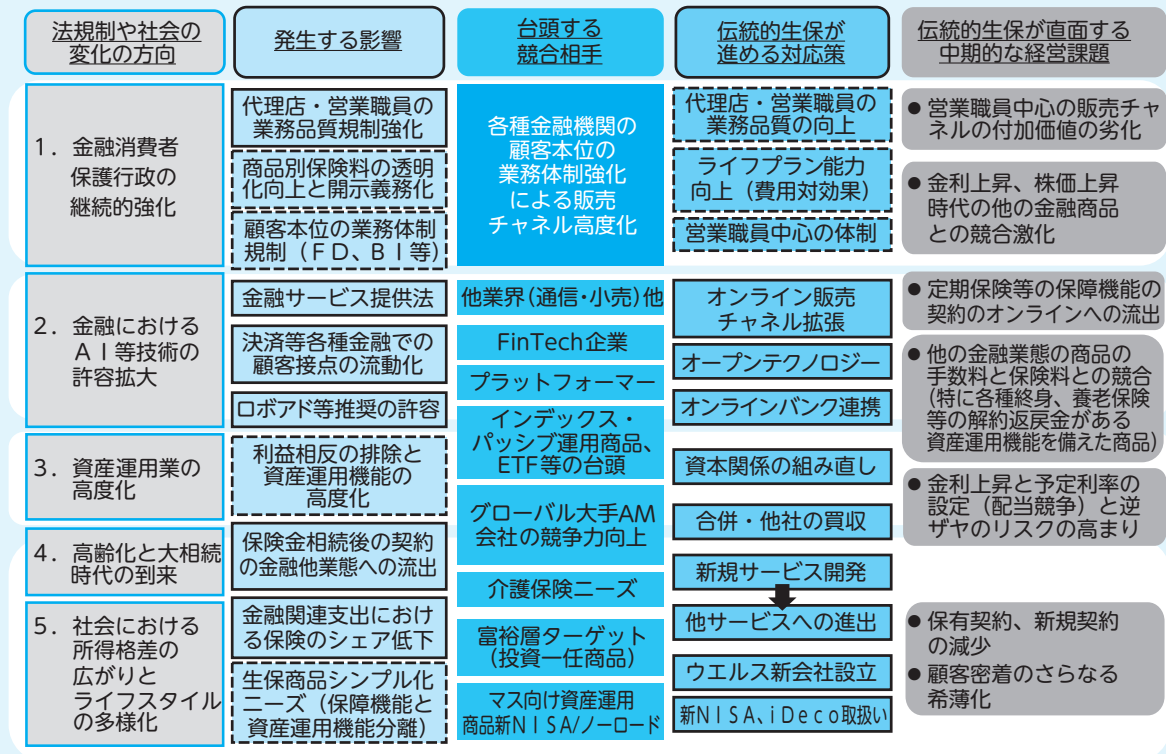 法規制や社会の
変化の方向
発生する影響
台頭する
競合相手
伝統的生保が
進める対応策
伝統的生保が直面する
中期的な経営課題
1．金融消費者
保護行政の
継続的強化
代理店・営業職員の
業務品質規制強化
商品別保険料の透明
化向上と開示義務化
顧客本位の業務体制
規制（ＦＤ、ＢＩ等）
各種金融機関の
顧客本位の
業務体制強化
による販売
チャネル高度化
代理店・営業職員の
業務品質の向上
ライフプラン能力
向上（費用対効果）
営業職員中心の体制
● 営業職員中心の販売チャ
ネルの付加価値の劣化
● 金利上昇、株価上昇
時代の他の金融商品
との競合激化
2．金融における
ＡＩ等技術の
許容拡大
金融サービス提供法
決済等各種金融での
顧客接点の流動化
ロボアド等推奨の許容
他業界（通信・小売）他
FinTech企業
プラットフォーマー
インデックス・
パッシブ運用商品、
ETF等の台頭
オンライン販売
チャネル拡張
オープンテクノロジー
オンラインバンク連携
● 定期保険等の保障機能の
契約のオンラインへの流出
● 他の金融業態の商品の
手数料と保険料との競合
（特に各種終身、養老保険
等の解約返戻金がある
資産運用機能を備えた商品）
3．資産運用業の
高度化
利益相反の排除と
資産運用機能の
高度化
グローバル大手AM
会社の競争力向上
資本関係の組み直し
合併・他社の買収
● 金利上昇と予定利率の
設定（配当競争）と逆
ザヤのリスクの高まり
4．高齢化と大相続
時代の到来
保険金相続後の契約
の金融他業態への流出
介護保険ニーズ
新規サービス開発
他サービスへの進出
5．社会における
所得格差の
広がりと
ライフスタイル
の多様化
金融関連支出におけ
る保険のシェア低下
生保商品シンプル化
ニーズ（保障機能と
資産運用機能分離）
富裕層ターゲット
（投資一任商品）
マス向け資産運用
商品新ＮＩＳＡ/ノーロード
ウエルス新会社設立
新ＮＩＳＡ、ｉＤｅｃｏ取扱い
● 保有契約、新規契約
の減少
● 顧客密着のさらなる
希薄化